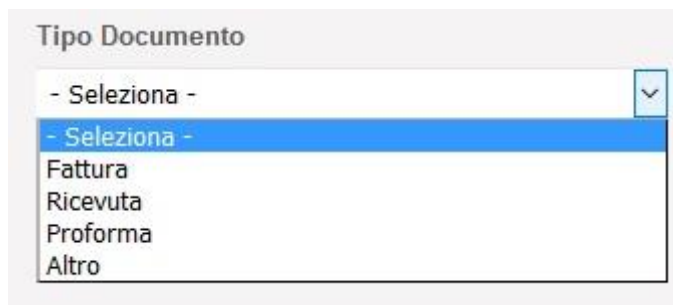 Tipo Documento
- Seleziona -
- Seleziona -
Fattura
Ricevuta
Proforma
Altro